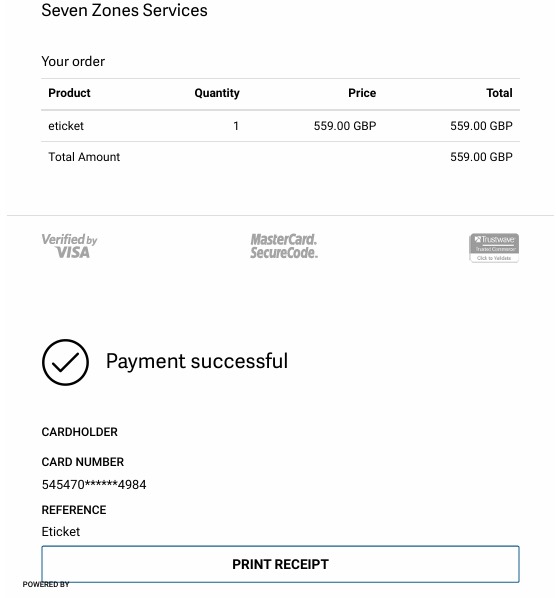 Seven Zones Services
Your order
Product Quantity Price Total
eticket 1 559.00 GBP 559.00 GBP
Total Amount 559.00 GBP
Verified by VISA MasterCard. SecureCode. Trustwave Trusted Commerce Click to Validate
Payment successful
CARDHOLDER
CARD NUMBER
545470******4984
REFERENCE
Eticket
PRINT RECEIPT
POWERED BY